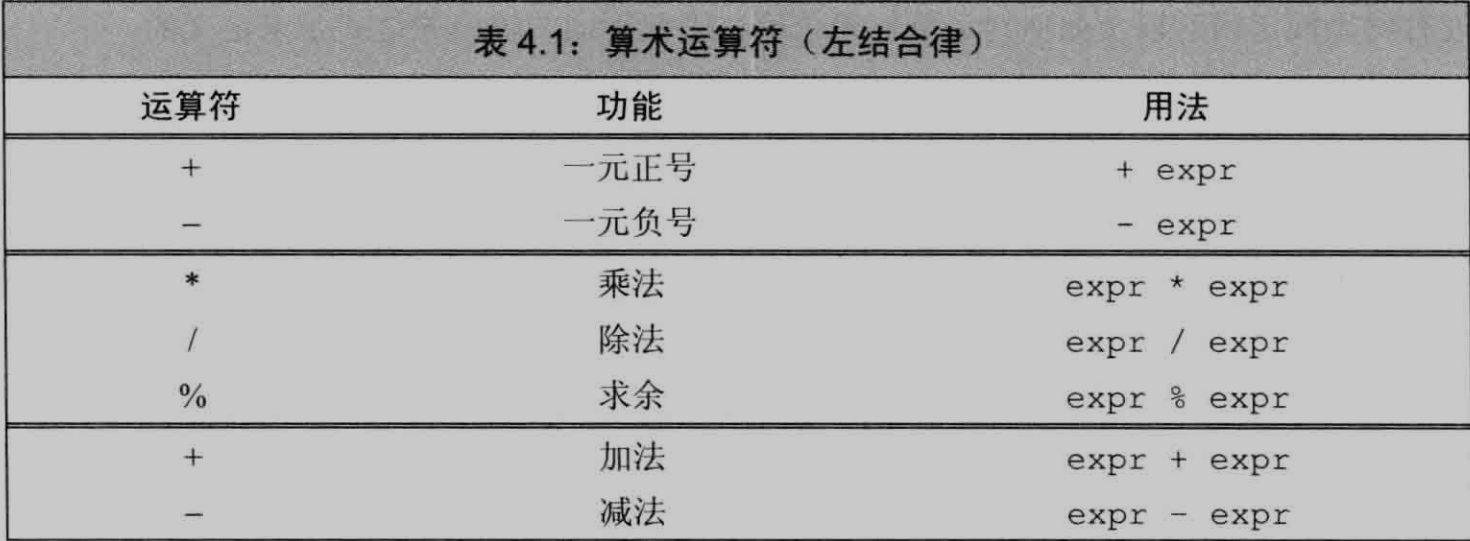 表 4.1：算术运算符（左结合律）
运算符 功能 用法
+ 一元正号 + expr
− 一元负号 - expr
* 乘法 expr * expr
/ 除法 expr / expr
% 求余 expr % expr
+ 加法 expr + expr
− 减法 expr - expr